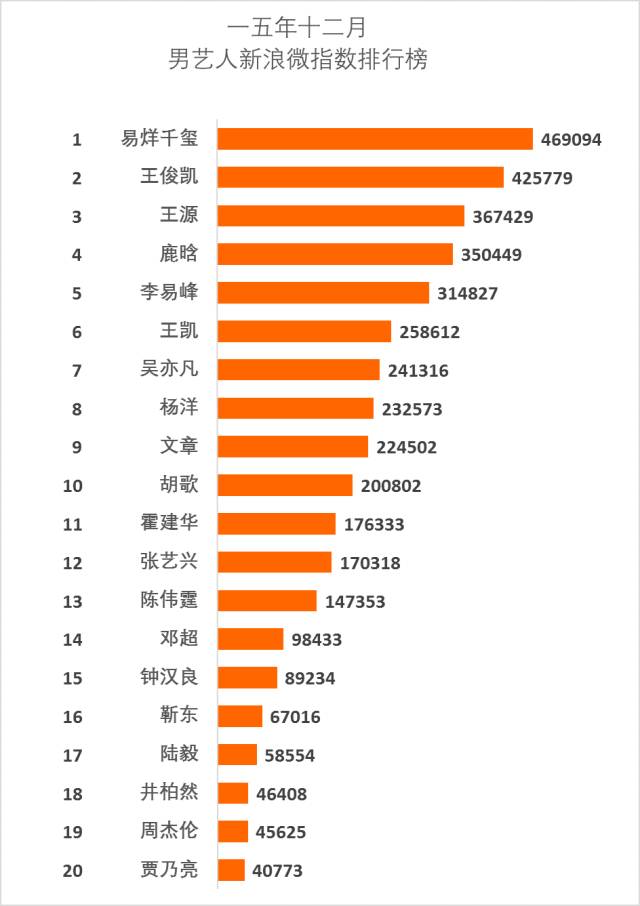 一五年十二月
男艺人新浪微指数排行榜
1 易烊千玺 469094
2 王俊凯 425779
3 王源 367429
4 鹿晗 350449
5 李易峰 314827
6 王凯 258612
7 吴亦凡 241316
8 杨洋 232573
9 文章 224502
10 胡歌 200802
11 霍建华 176333
12 张艺兴 170318
13 陈伟霆 147353
14 邓超 98433
15 钟汉良 89234
16 靳东 67016
17 陆毅 58554
18 井柏然 46408
19 周杰伦 45625
20 贾乃亮 40773